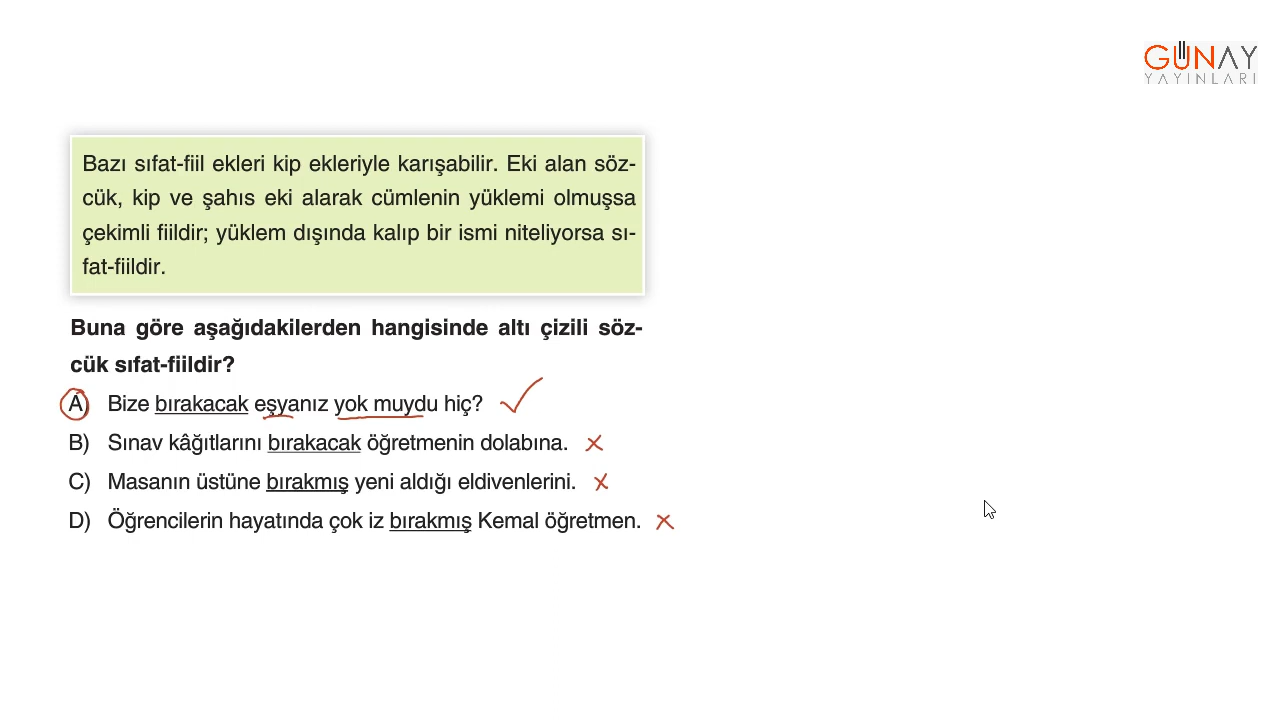 GÜNAY
YAYINLARI
Bazı sıfat-fiil ekleri kip ekleriyle karışabilir. Eki alan söz-
cük, kip ve şahıs eki alarak cümlenin yüklemi olmuşsa
çekimli fiildir; yüklem dışında kalıp bir ismi niteliyorsa sı-
fat-fiildir.
Buna göre aşağıdakilerden hangisinde altı çizili söz-
cük sıfat-fiildir?
A) Bize bırakacak eşyanız yok muydu hiç?
B) Sınav kâğıtlarını bırakacak öğretmenin dolabına.
C) Masanın üstüne bırakmış yeni aldığı eldivenlerini.
D) Öğrencilerin hayatında çok iz bırakmış Kemal öğretmen.